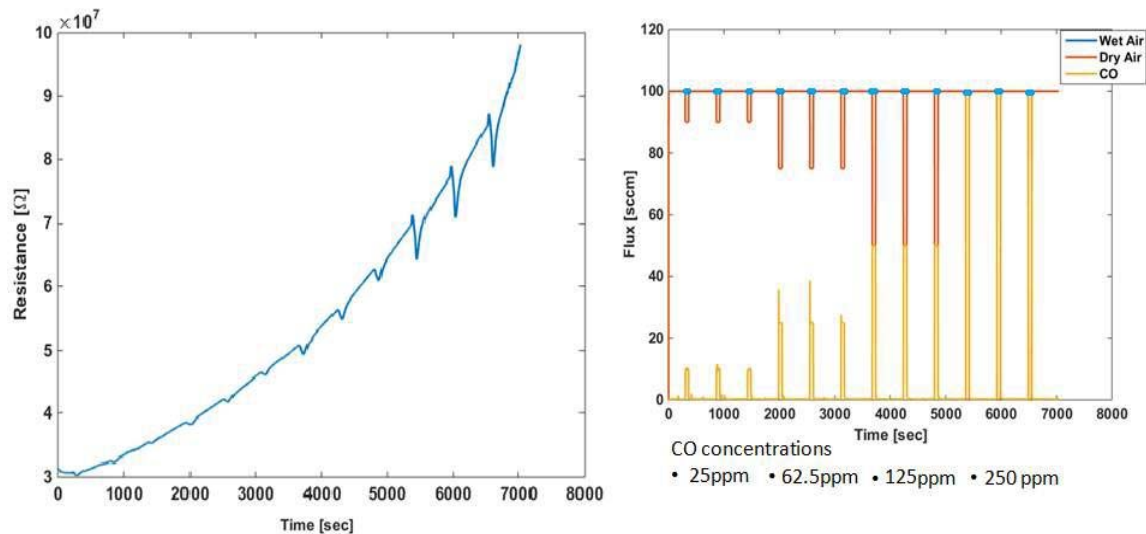 ×10⁷
10
9
8
7
6
5
4
3
Resistance [Ω]
0 1000 2000 3000 4000 5000 6000 7000 8000
Time [sec]
120
100
80
60
40
20
0
Flux [sccm]
Wet Air
Dry Air
CO
0 1000 2000 3000 4000 5000 6000 7000 8000
Time [sec]
CO concentrations
• 25ppm • 62.5ppm • 125ppm • 250 ppm